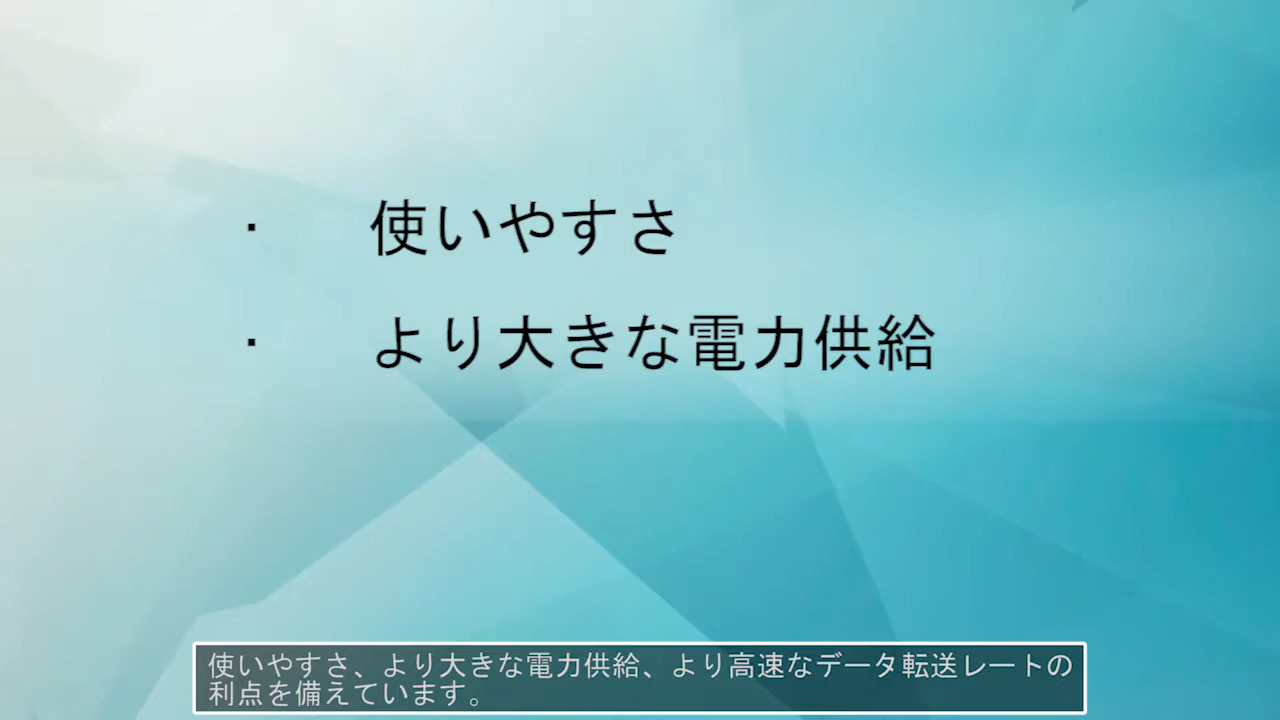 ・ 使いやすさ
・ より大きな電力供給
使いやすさ、より大きな電力供給、より高速なデータ転送レートの
利点を備えています。